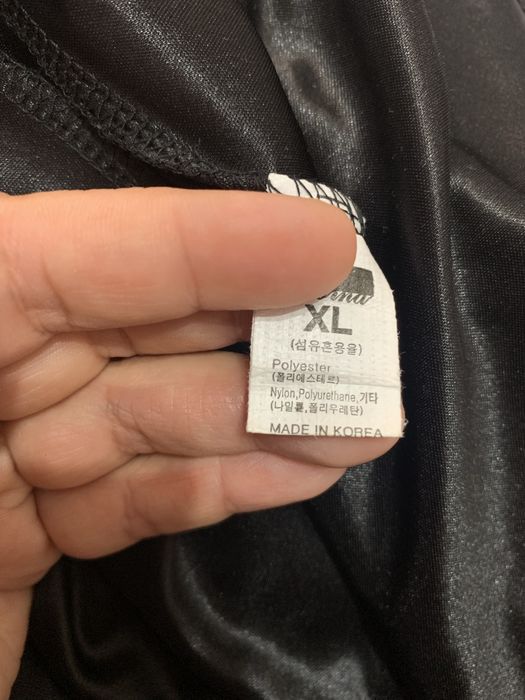 XL
(섬유혼용율)
Polyester
(폴리에스테르)
Nylon,Polyurethane,기타
(나일롤,폴리우레탄)
MADE IN KOREA